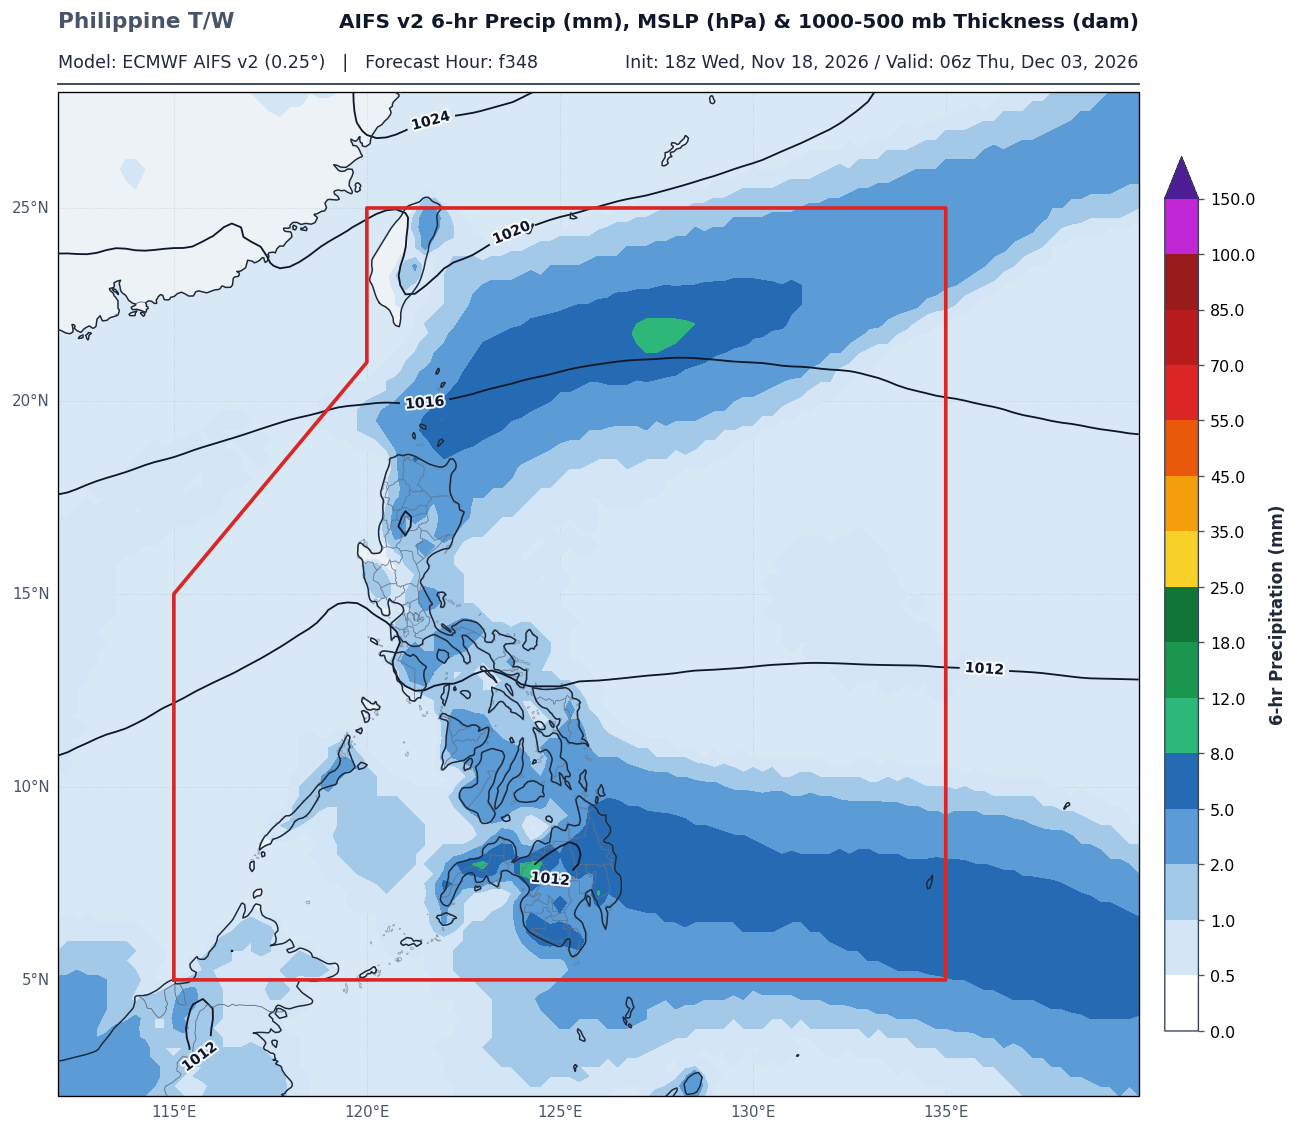 Philippine T/W
AIFS v2 6-hr Precip (mm), MSLP (hPa) & 1000-500 mb Thickness (dam)
Model: ECMWF AIFS v2 (0.25°) | Forecast Hour: f348
Init: 18z Wed, Nov 18, 2026 / Valid: 06z Thu, Dec 03, 2026
1024
1020
1016
1012
1012
1012
25°N
20°N
15°N
10°N
5°N
115°E
120°E
125°E
130°E
135°E
150.0
100.0
85.0
70.0
55.0
45.0
35.0
25.0
18.0
12.0
8.0
5.0
2.0
1.0
0.5
0.0
6-hr Precipitation (mm)